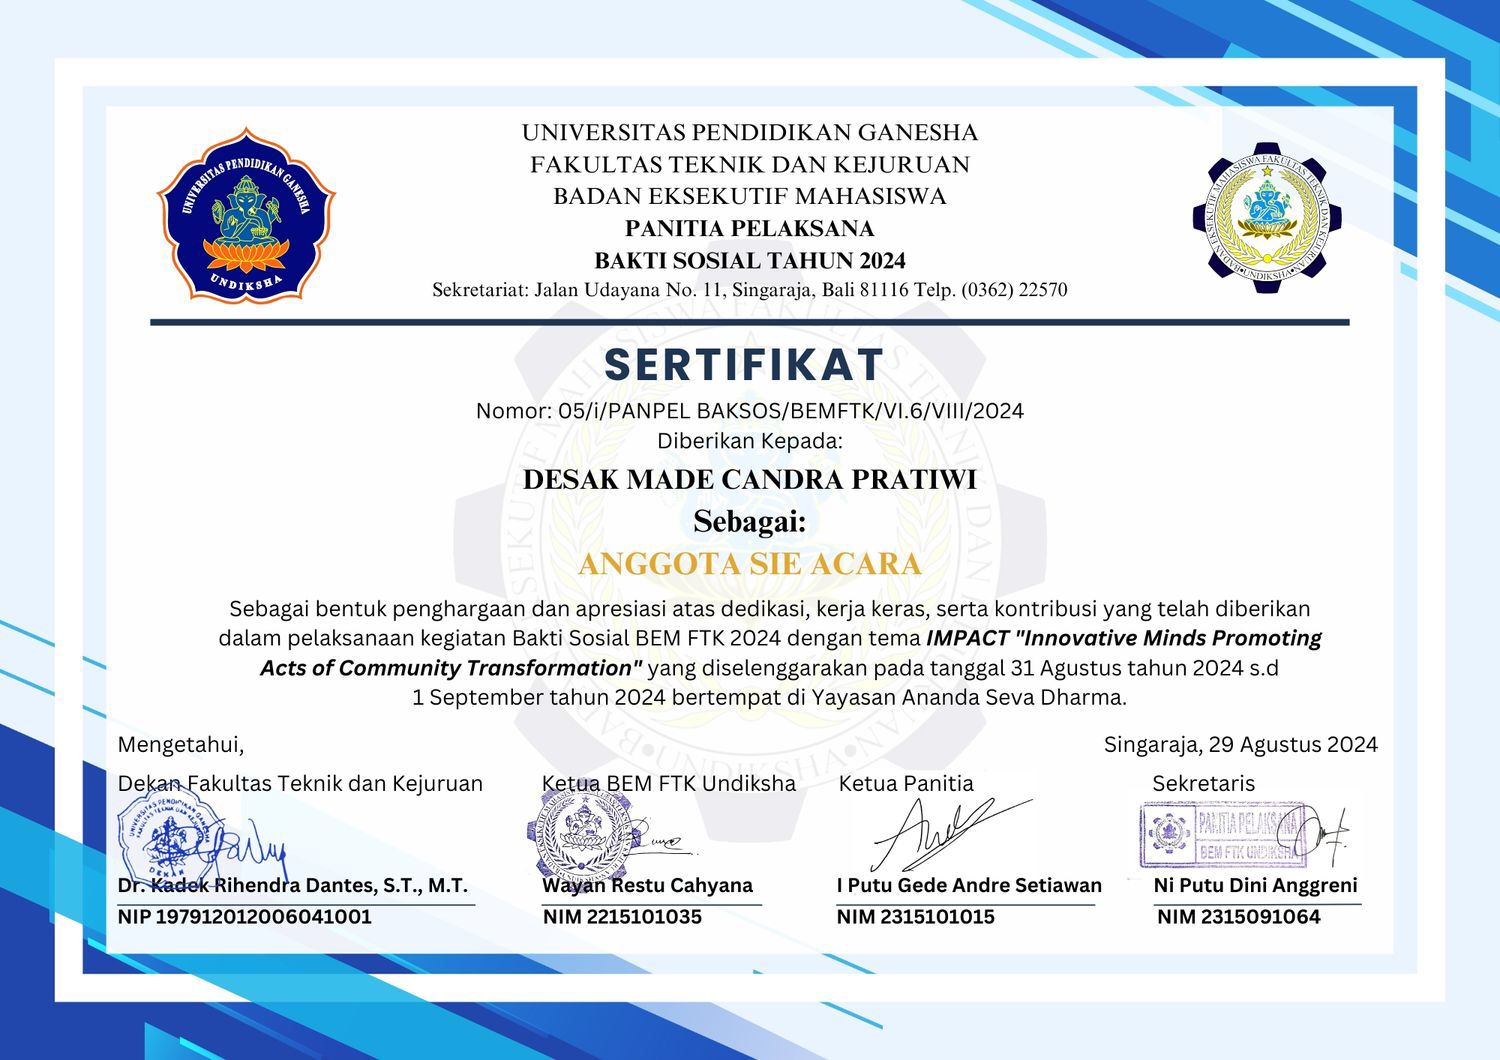 UNIVERSITAS PENDIDIKAN GANESHA
FAKULTAS TEKNIK DAN KEJURUAN
BADAN EKSEKUTIF MAHASISWA
PANITIA PELAKSANA
BAKTI SOSIAL TAHUN 2024
Sekretariat: Jalan Udayana No. 11, Singaraja, Bali 81116 Telp. (0362) 22570
UNIVERSITAS PENDIDIKAN GANESHA
UNDIKSHA
BADAN EKSEKUTIF MAHASISWA FAKULTAS TEKNIK DAN KEJURUAN
UNDIKSHA
SERTIFIKAT
Nomor: 05/i/PANPEL BAKSOS/BEMFTK/VI.6/VIII/2024
Diberikan Kepada:
DESAK MADE CANDRA PRATIWI
Sebagai:
ANGGOTA SIE ACARA
Sebagai bentuk penghargaan dan apresiasi atas dedikasi, kerja keras, serta kontribusi yang telah diberikan
dalam pelaksanaan kegiatan Bakti Sosial BEM FTK 2024 dengan tema IMPACT "Innovative Minds Promoting
Acts of Community Transformation" yang diselenggarakan pada tanggal 31 Agustus tahun 2024 s.d
1 September tahun 2024 bertempat di Yayasan Ananda Seva Dharma.
Mengetahui,
Singaraja, 29 Agustus 2024
Dekan Fakultas Teknik dan Kejuruan
Ketua BEM FTK Undiksha
Ketua Panitia
Sekretaris
UNIVERSITAS PENDIDIKAN GANESHA
FAKULTAS TEKNIK DAN KEJURUAN
DEKAN
PANITIA PELAKSANA
BEM FTK UNDIKSHA
Dr. Kadek Rihendra Dantes, S.T., M.T.
Wayan Restu Cahyana
I Putu Gede Andre Setiawan
Ni Putu Dini Anggreni
NIP 197912012006041001
NIM 2215101035
NIM 2315101015
NIM 2315091064